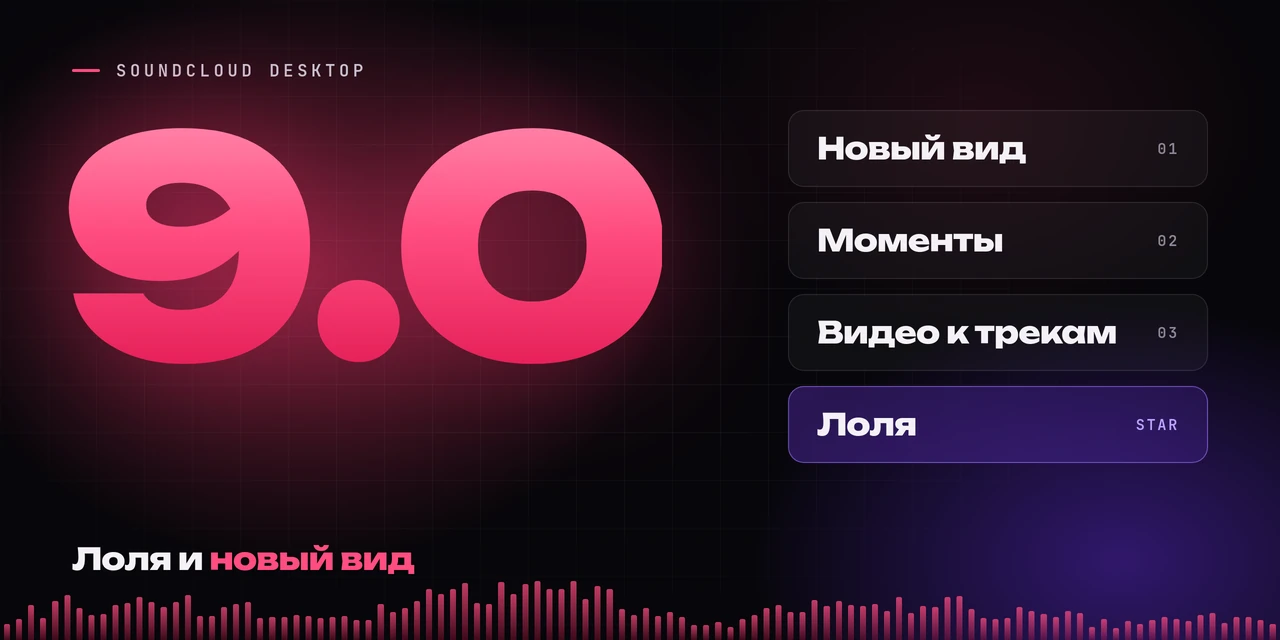 SOUNDCLOUD DESKTOP
9.0
Новый вид 01
Моменты 02
Видео к трекам 03
Лоля STAR
Лоля и новый вид